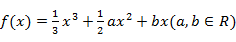 f(x) = 1/3 x³ + 1/2 ax² + bx(a, b ∈ R)